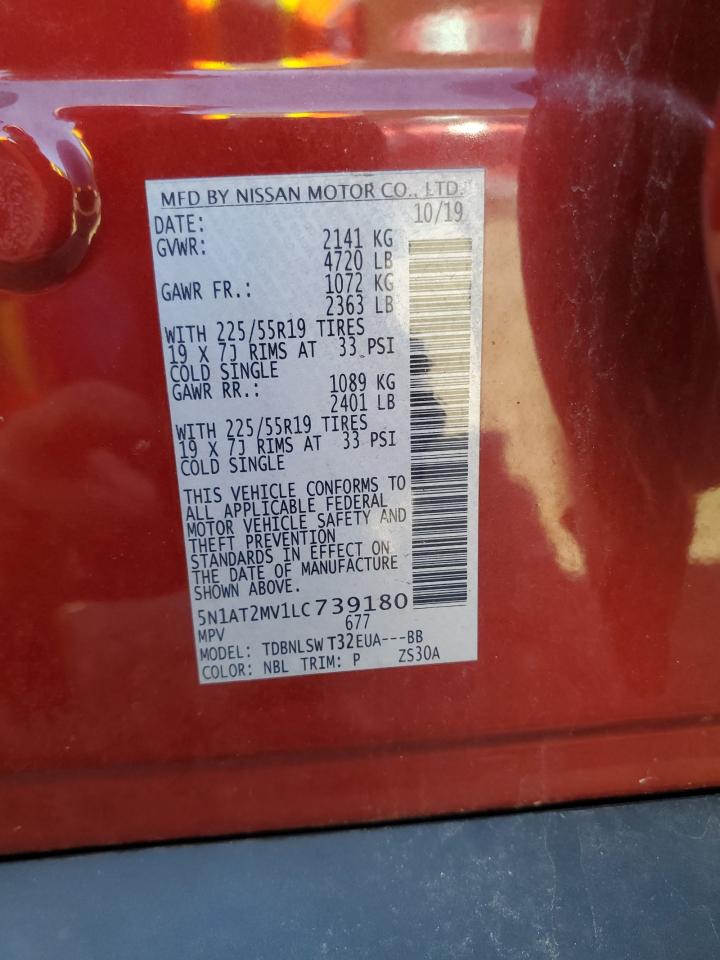 MFD BY NISSAN MOTOR CO., LTD.
DATE: 10/19
GVWR: 2141 KG
4720 LB
GAWR FR.: 1072 KG
2363 LB
WITH 225/55R19 TIRES
19 X 7J RIMS AT 33 PSI
COLD SINGLE
GAWR RR.: 1089 KG
2401 LB
WITH 225/55R19 TIRES
19 X 7J RIMS AT 33 PSI
COLD SINGLE
THIS VEHICLE CONFORMS TO
ALL APPLICABLE FEDERAL
MOTOR VEHICLE SAFETY AND
THEFT PREVENTION
STANDARDS IN EFFECT ON
THE DATE OF MANUFACTURE
SHOWN ABOVE.
5N1AT2MV1LC739180
MPV 677
MODEL: TDBNLSW T32EUA---BB
COLOR: NBL TRIM: P ZS30A